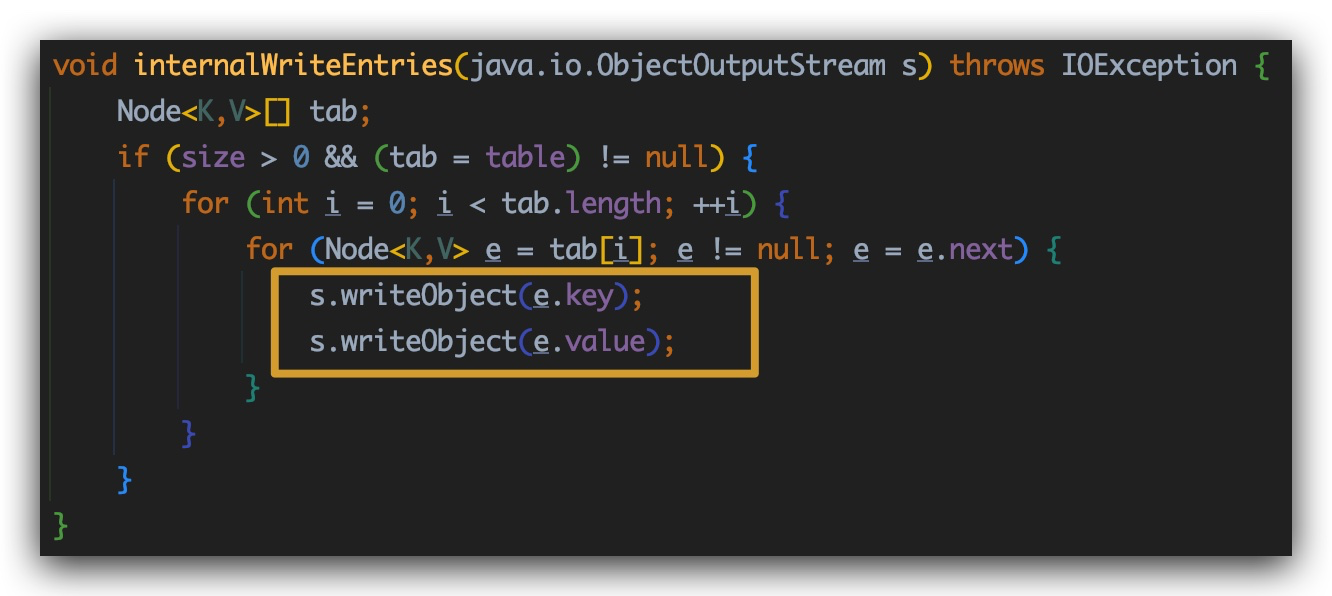 void internalWriteEntries(java.io.ObjectOutputStream s) throws IOException {
    Node<K,V>[] tab;
    if (size > 0 && (tab = table) != null) {
        for (int i = 0; i < tab.length; ++i) {
            for (Node<K,V> e = tab[i]; e != null; e = e.next) {
                s.writeObject(e.key);
                s.writeObject(e.value);
            }
        }
    }
}